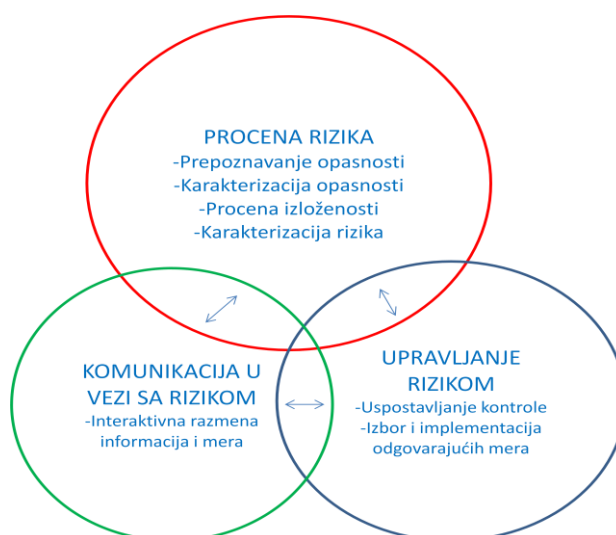 PROCENA RIZIKA
-Prepoznavanje opasnosti
-Karakterizacija opasnosti
-Procena izloženosti
-Karakterizacija rizika
KOMUNIKACIJA U
VEZI SA RIZIKOM
-Interaktivna razmena
informacija i mera
UPRAVLJANJE
RIZIKOM
-Uspostavljanje kontrole
-Izbor i implementacija
odgovarajućih mera